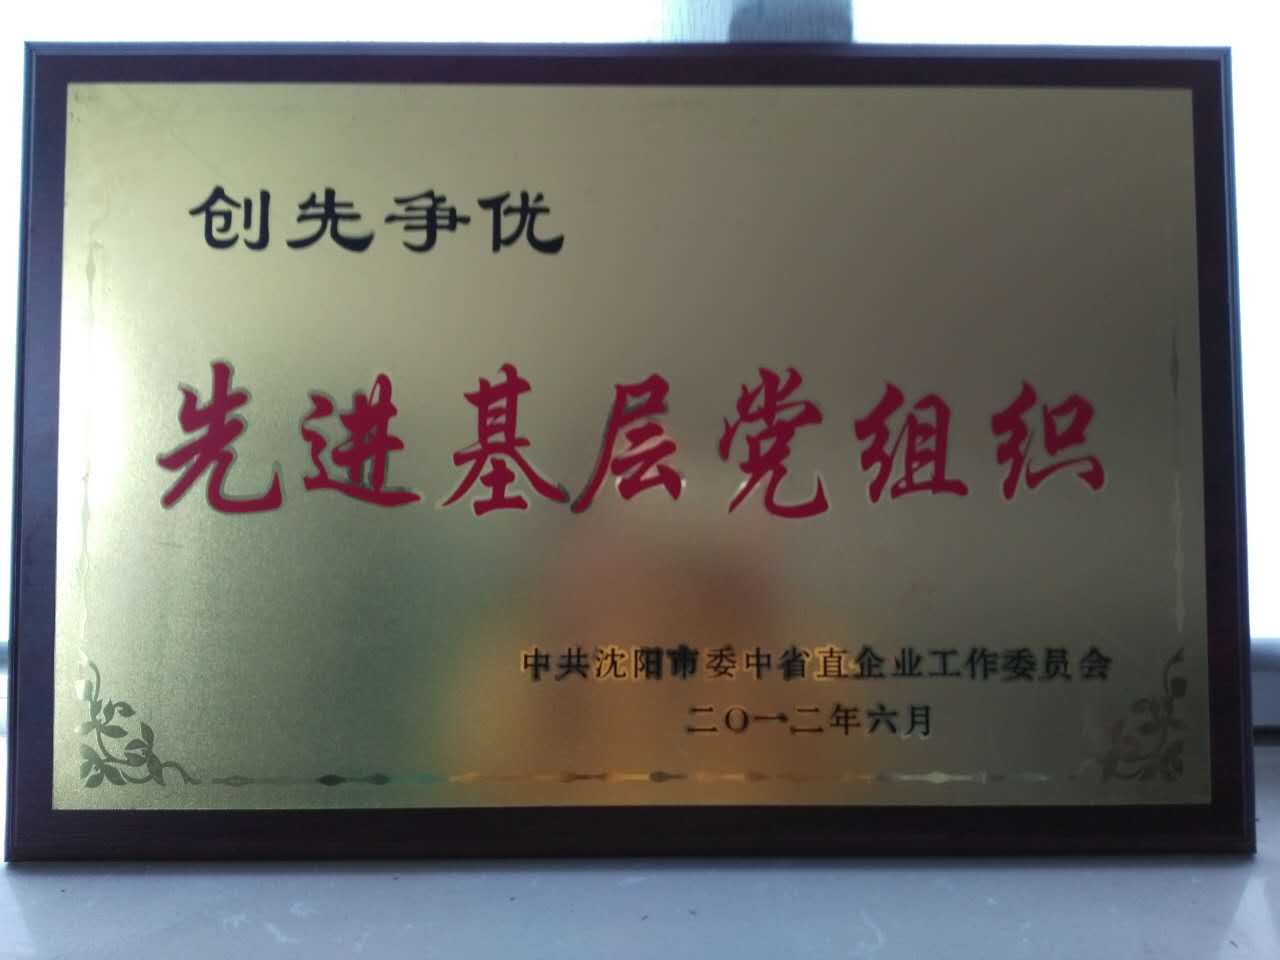 创先争优
先进基层党组织
中共沈阳市委中省直企业工作委员会
二〇一二年六月